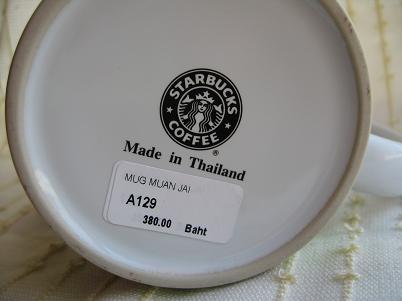 STARBUCKS
COFFEE
®
Made in Thailand
MUG MUAN JAI
A129
380.00 Baht